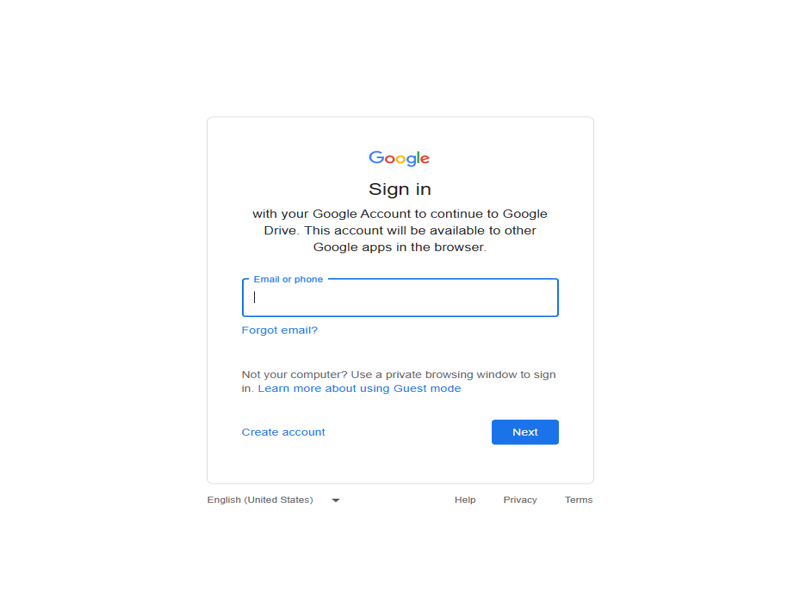 Google
Sign in
with your Google Account to continue to Google
Drive. This account will be available to other
Google apps in the browser.
Email or phone
Forgot email?
Not your computer? Use a private browsing window to sign
in. Learn more about using Guest mode
Create account
Next
English (United States)
Help
Privacy
Terms